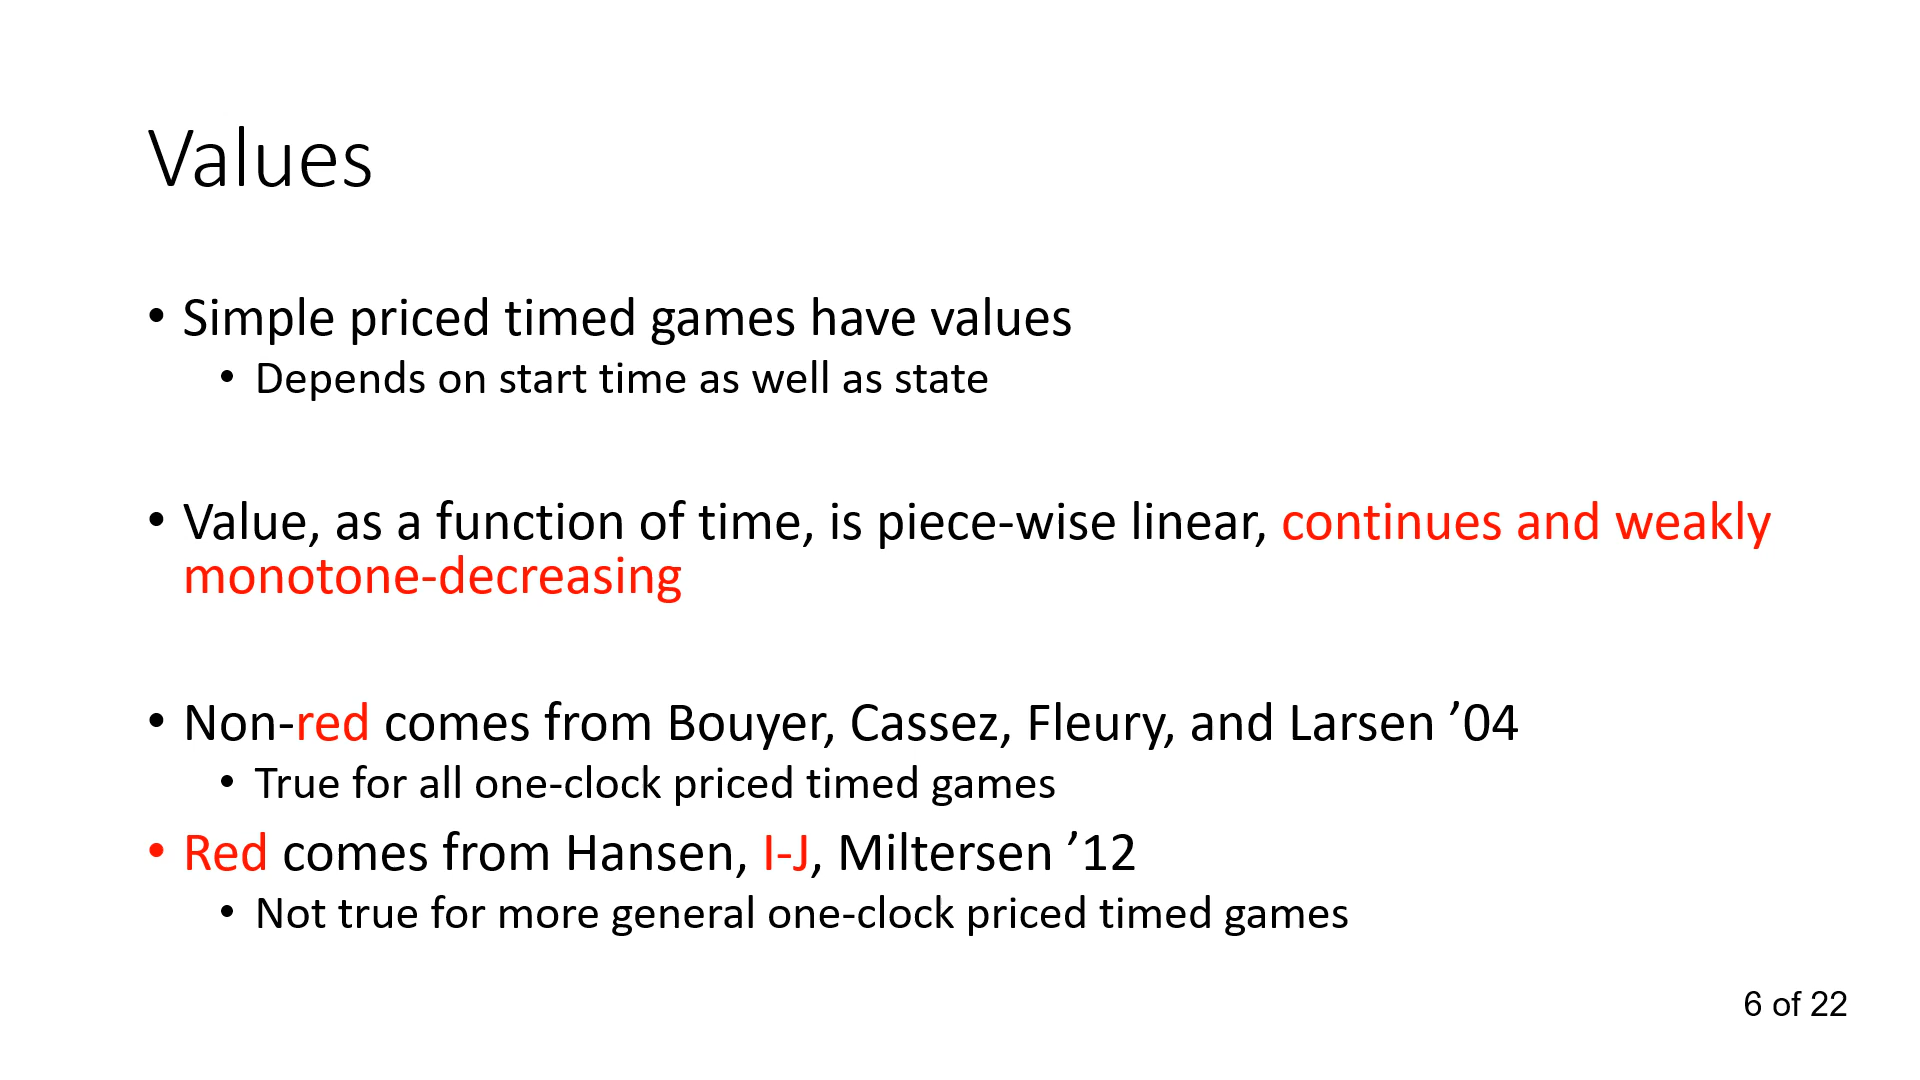 Values
• Simple priced timed games have values
• Depends on start time as well as state
• Value, as a function of time, is piece-wise linear, continues and weakly
monotone-decreasing
• Non-red comes from Bouyer, Cassez, Fleury, and Larsen ’04
• True for all one-clock priced timed games
• Red comes from Hansen, I-J, Miltersen ’12
• Not true for more general one-clock priced timed games
6 of 22